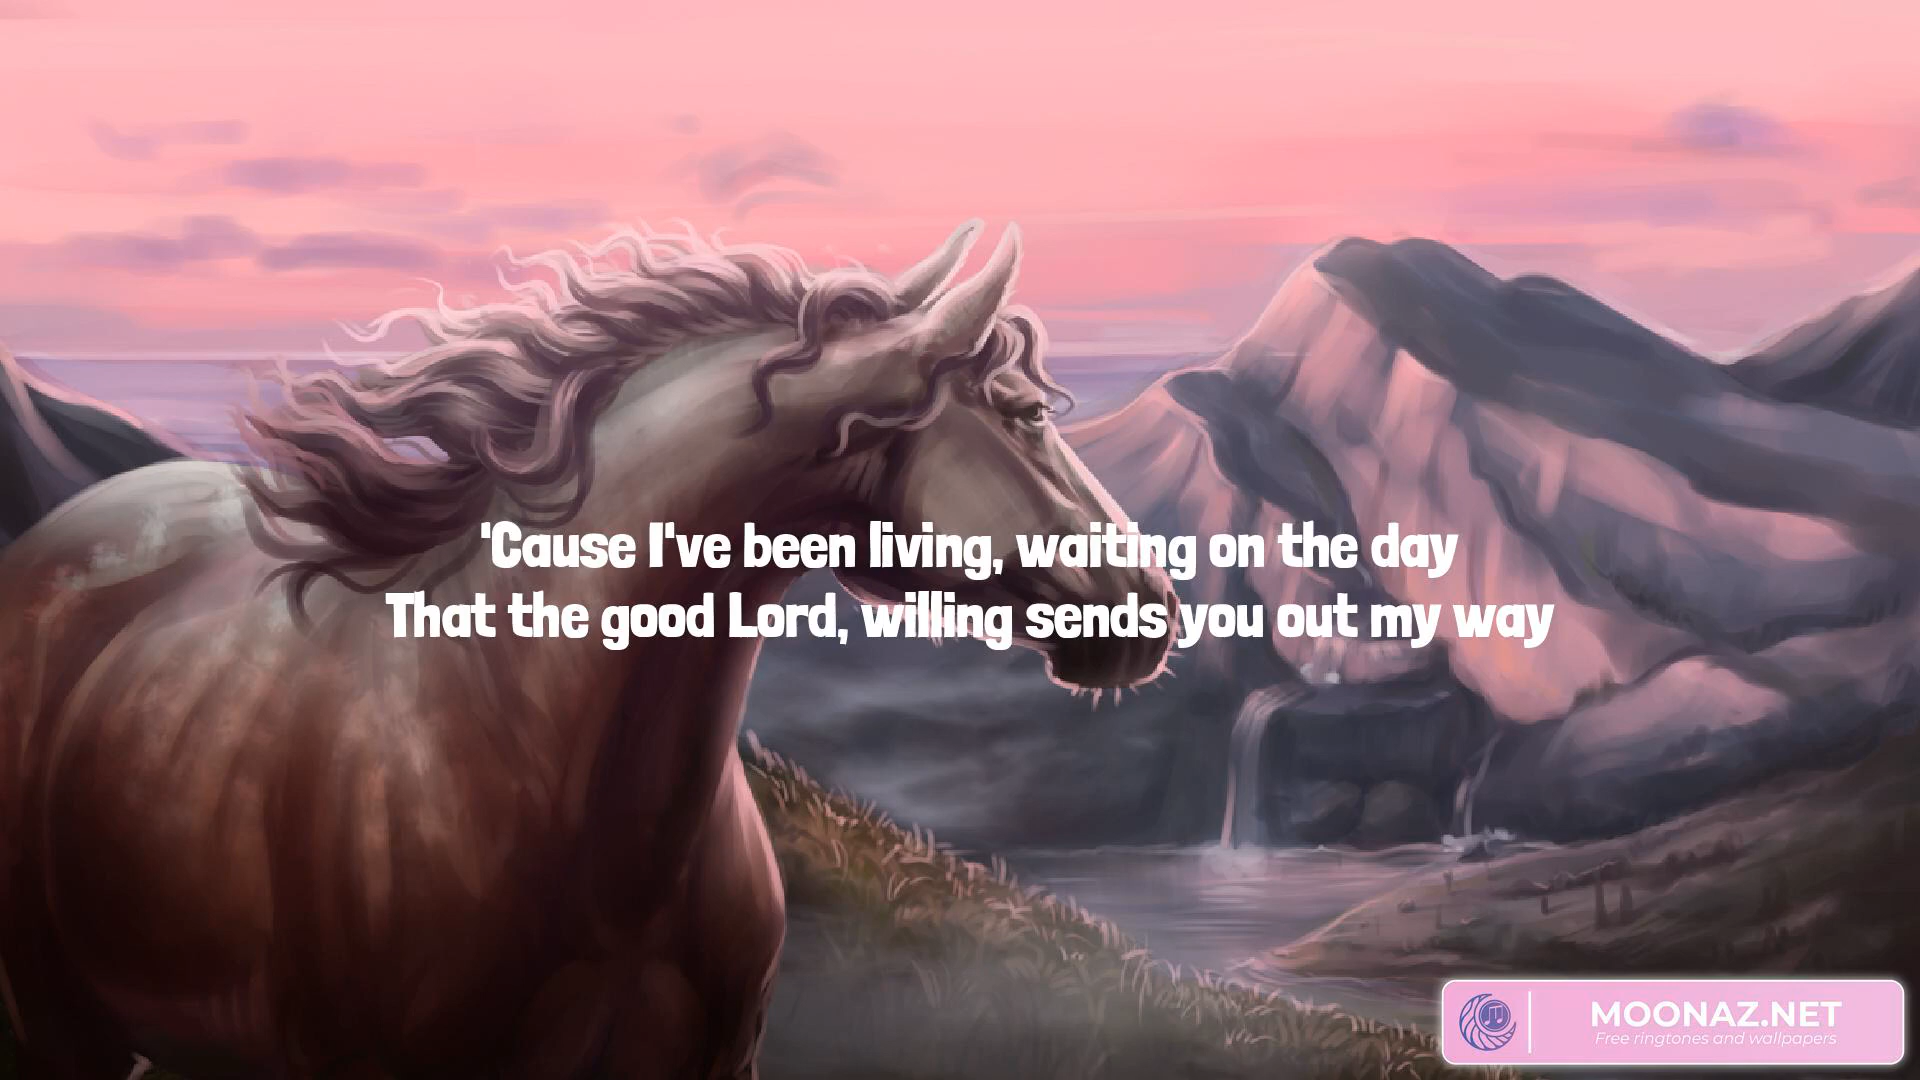 'Cause I've been living, waiting on the day
That the good Lord, willing sends you out my way
MOONAZ.NET
Free ringtones and wallpapers